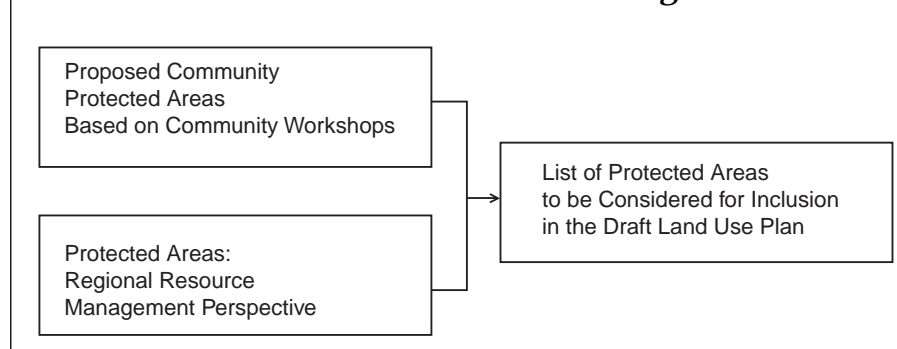 Proposed Community
Protected Areas
Based on Community Workshops
List of Protected Areas
to be Considered for Inclusion
in the Draft Land Use Plan
Protected Areas:
Regional Resource
Management Perspective